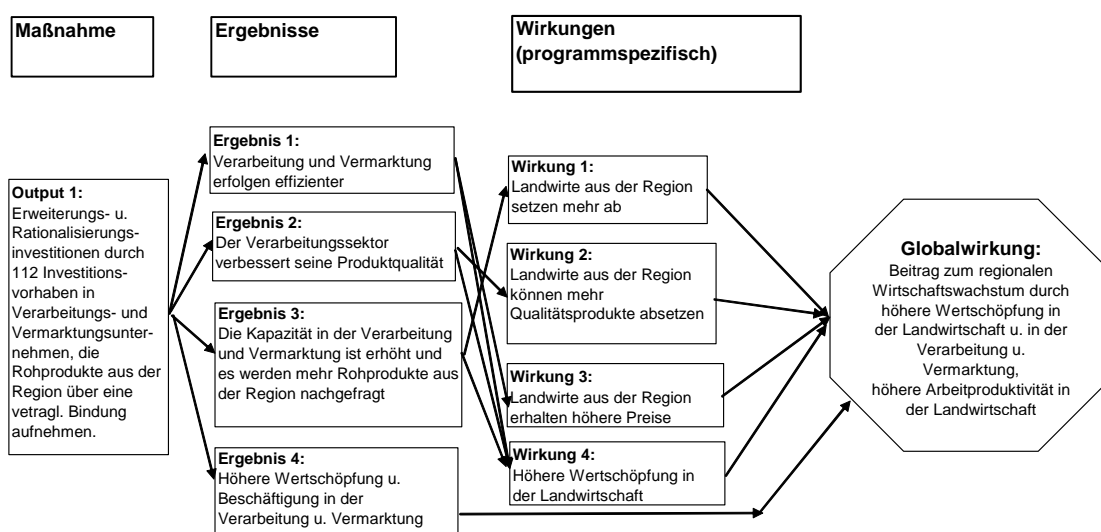 Maßnahme
Ergebnisse
Wirkungen
(programmspezifisch)
Output 1:
Erweiterungs- u.
Rationalisierungs-
investitionen durch
112 Investitions-
vorhaben in
Verarbeitungs- und
Vermarktungsunter-
nehmen, die
Rohprodukte aus der
Region über eine
vetragl. Bindung
aufnehmen.
Ergebnis 1:
Verarbeitung und Vermarktung
erfolgen effizienter
Ergebnis 2:
Der Verarbeitungssektor
verbessert seine Produktqualität
Ergebnis 3:
Die Kapazität in der Verarbeitung
und Vermarktung ist erhöht und
es werden mehr Rohprodukte aus
der Region nachgefragt
Ergebnis 4:
Höhere Wertschöpfung u.
Beschäftigung in der
Verarbeitung u. Vermarktung
Wirkung 1:
Landwirte aus der Region
setzen mehr ab
Wirkung 2:
Landwirte aus der Region
können mehr
Qualitätsprodukte absetzen
Wirkung 3:
Landwirte aus der Region
erhalten höhere Preise
Wirkung 4:
Höhere Wertschöpfung in
der Landwirtschaft
Globalwirkung:
Beitrag zum regionalen
Wirtschaftswachstum durch
höhere Wertschöpfung in
der Landwirtschaft u. in der
Verarbeitung u.
Vermarktung,
höhere Arbeitproduktivität in
der Landwirtschaft